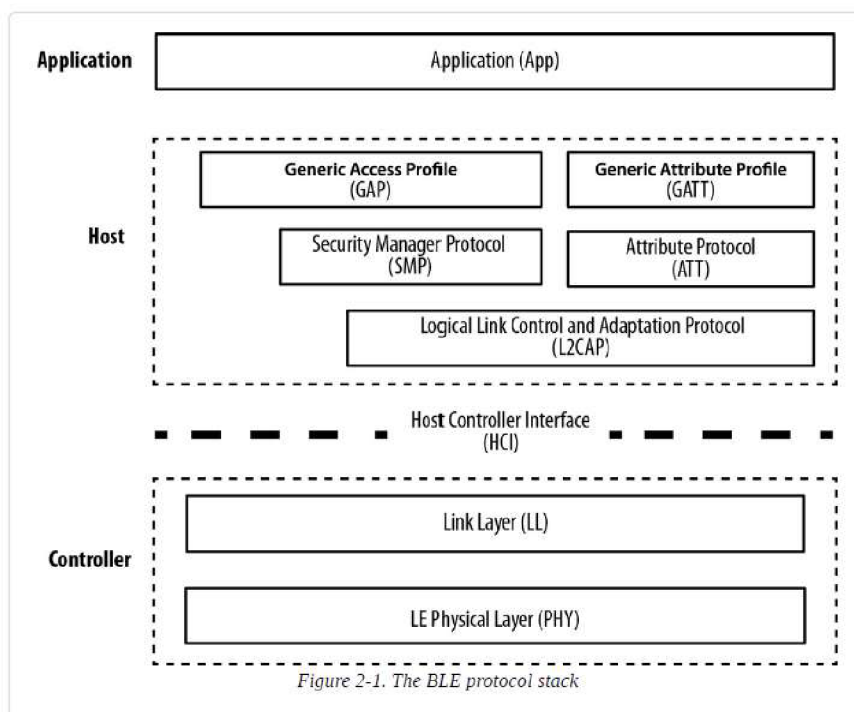 Application
Application (App)
Host
Generic Access Profile
(GAP)
Generic Attribute Profile
(GATT)
Security Manager Protocol
(SMP)
Attribute Protocol
(ATT)
Logical Link Control and Adaptation Protocol
(L2CAP)
Host Controller Interface
(HCI)
Controller
Link Layer (LL)
LE Physical Layer (PHY)
Figure 2-1. The BLE protocol stack